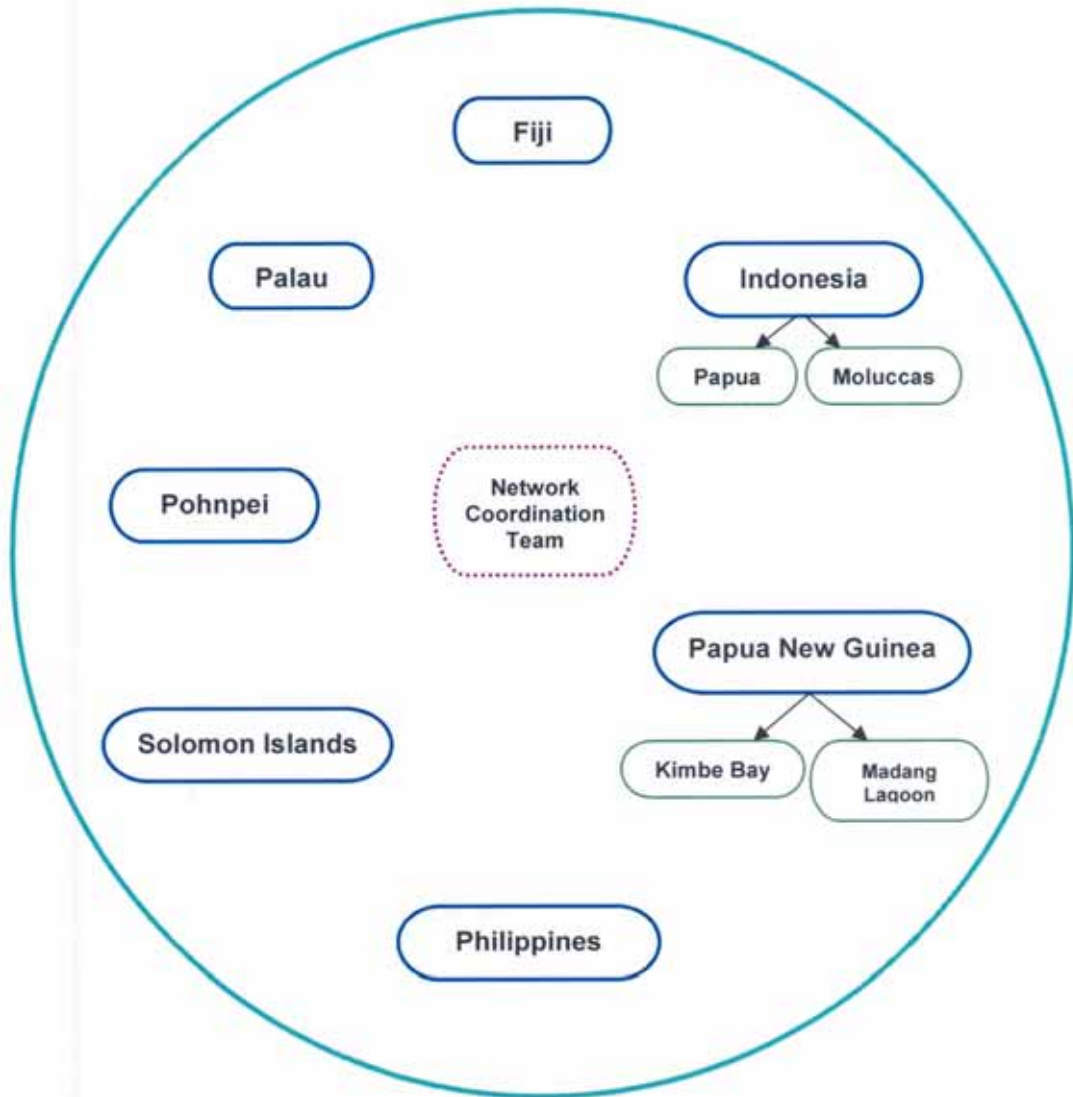 Fiji
Palau
Indonesia
Papua
Moluccas
Pohnpei
Network
Coordination
Team
Papua New Guinea
Solomon Islands
Kimbe Bay
Madang
Lagoon
Philippines